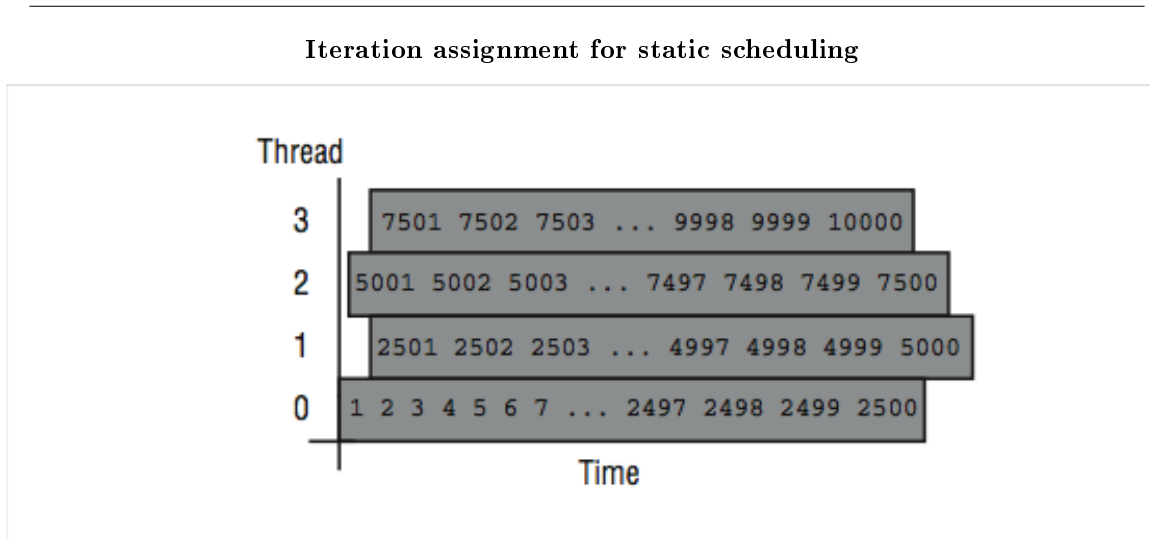 Iteration assignment for static scheduling
Thread
3 7501 7502 7503 ... 9998 9999 10000
2 5001 5002 5003 ... 7497 7498 7499 7500
1 2501 2502 2503 ... 4997 4998 4999 5000
0 1 2 3 4 5 6 7 ... 2497 2498 2499 2500
Time